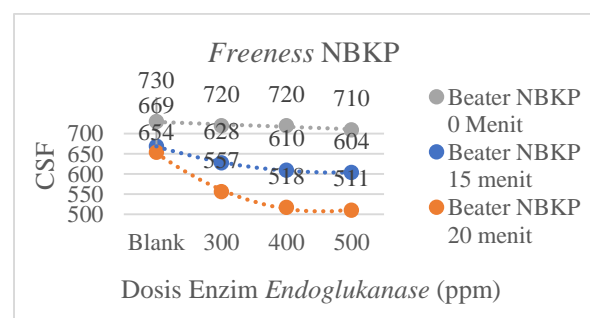 Freeness NBKP
730
669 720 720 710
654 628 610 604
557 518 511
700
650
600
550
500
CSF
Blank 300 400 500
Dosis Enzim Endoglukanase (ppm)
Beater NBKP
0 Menit
Beater NBKP
15 menit
Beater NBKP
20 menit